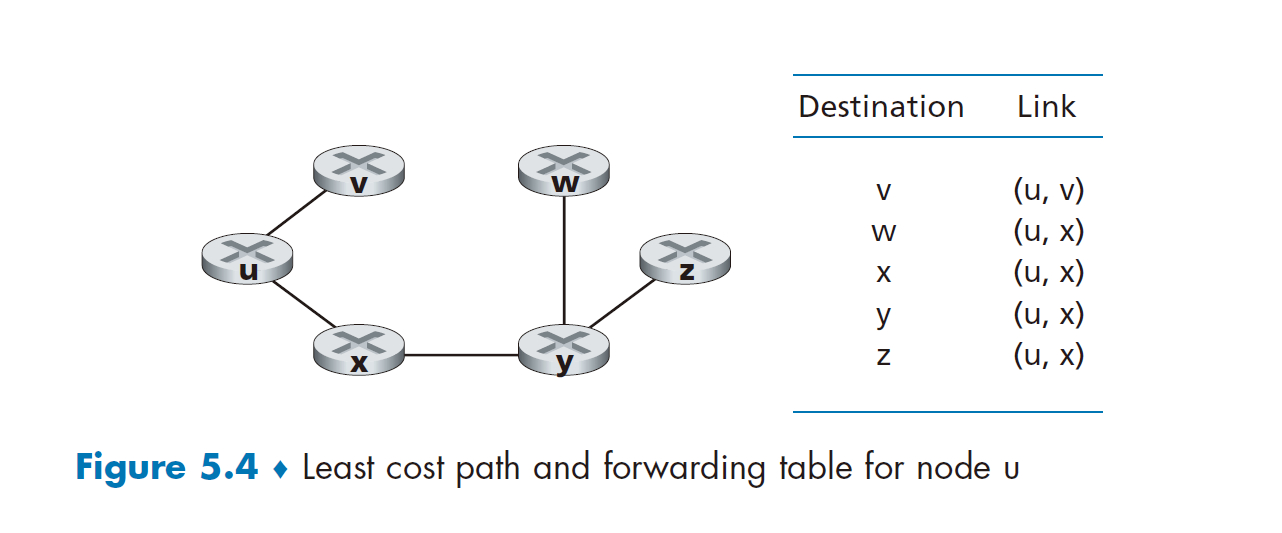 v
w
u
z
x
y
Destination Link
v (u, v)
w (u, x)
x (u, x)
y (u, x)
z (u, x)
Figure 5.4 ♦ Least cost path and forwarding table for node u